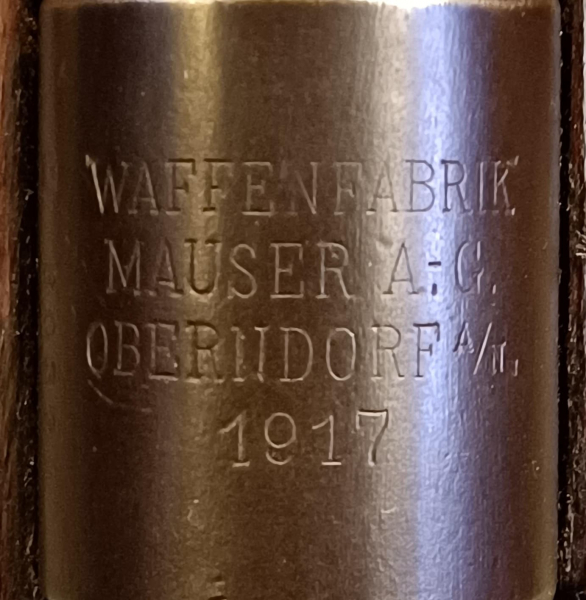 WAFFENFABRIK
MAUSER A.-G.
OBERNDORF A/N.
1917